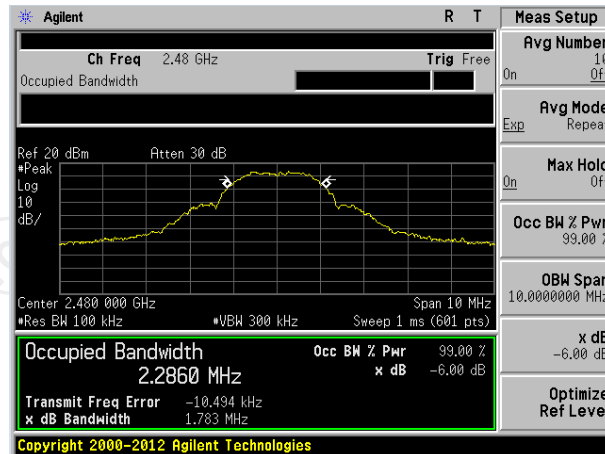 Agilent R T
Meas Setup
Ch Freq 2.48 GHz Trig Free
Occupied Bandwidth
Avg Number
10
On Off
Avg Mode
Exp Repeat
Max Hold
On Off
Occ BW % Pwr
99.00 %
OBW Span
10.0000000 MHz
x dB
-6.00 dB
Optimize
Ref Level
Ref 20 dBm Atten 30 dB
#Peak
Log
10
dB/
Center 2.480 000 GHz Span 10 MHz
#Res BW 100 kHz #VBW 300 kHz Sweep 1 ms (601 pts)
Occupied Bandwidth Occ BW % Pwr 99.00 %
2.2860 MHz x dB -6.00 dB
Transmit Freq Error -10.494 kHz
x dB Bandwidth 1.783 MHz
Copyright 2000-2012 Agilent Technologies